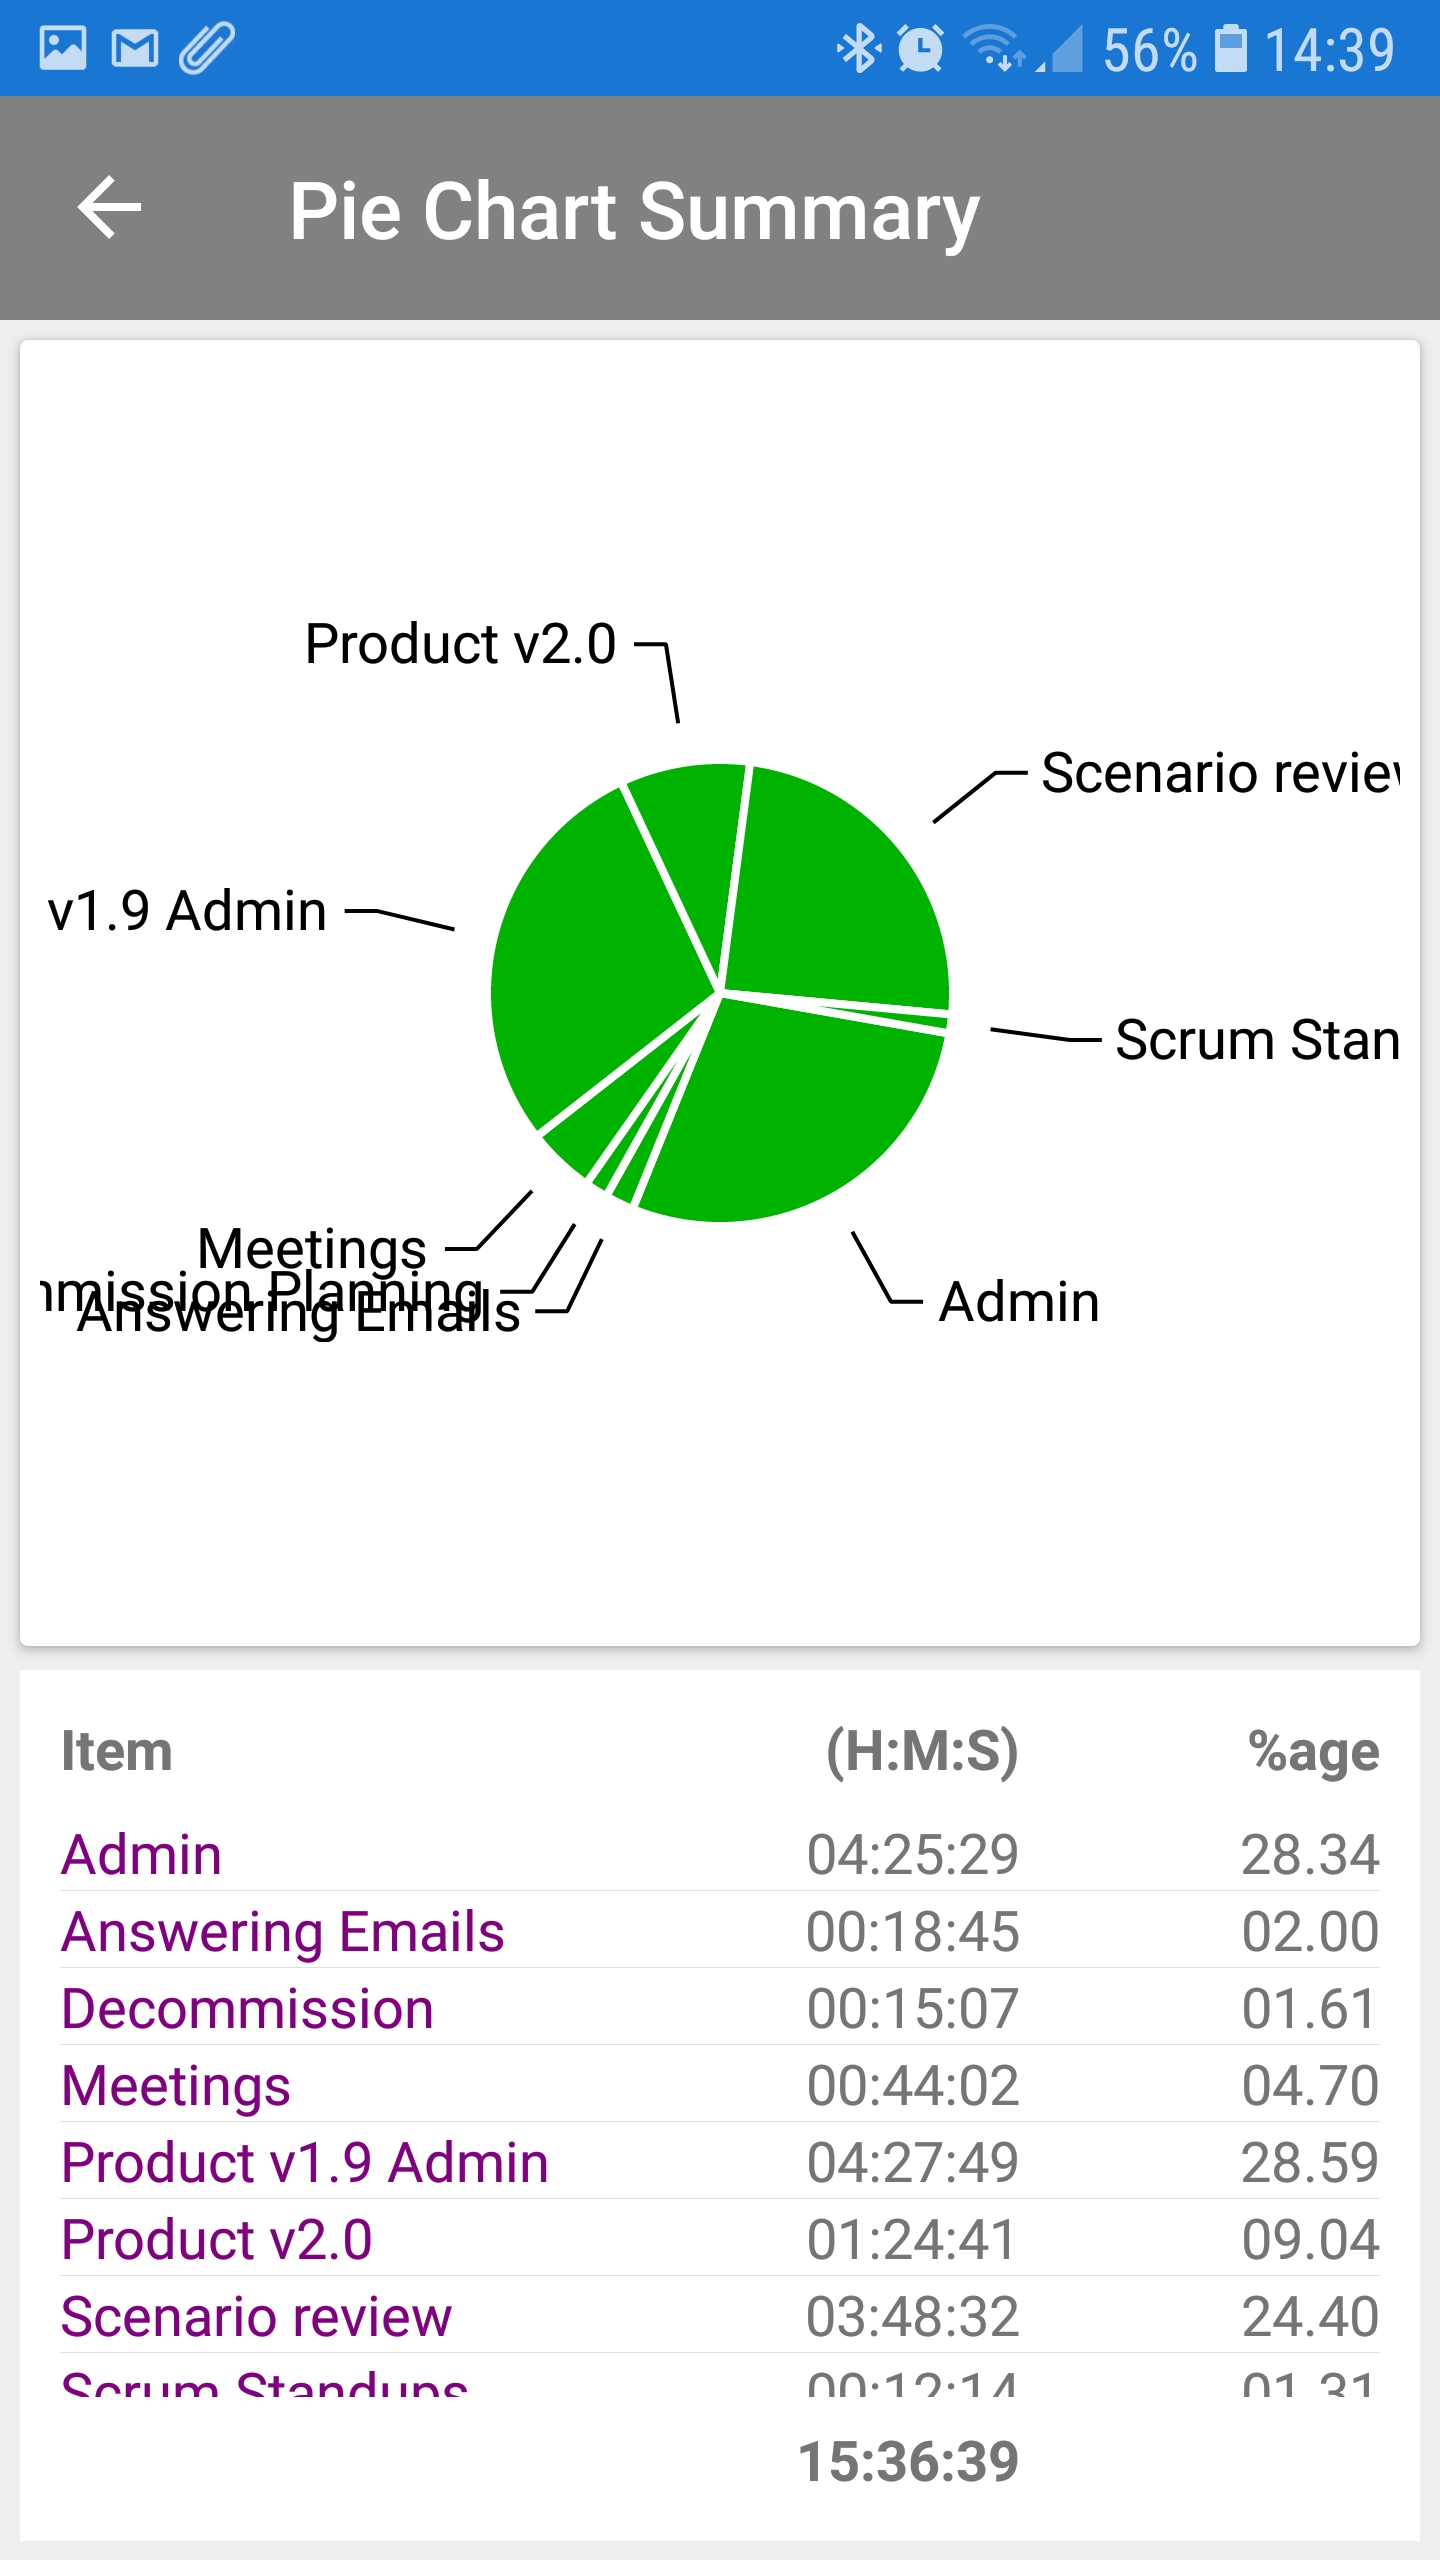 56% 14:39
Pie Chart Summary
Product v2.0
Scenario review
v1.9 Admin
Scrum Stan
Meetings
Planning
Answering Emails
Admin
Item (H:M:S) %age
Admin 04:25:29 28.34
Answering Emails 00:18:45 02.00
Decommission 00:15:07 01.61
Meetings 00:44:02 04.70
Product v1.9 Admin 04:27:49 28.59
Product v2.0 01:24:41 09.04
Scenario review 03:48:32 24.40
Scrum Standups 00:12:14 01.31
15:36:39